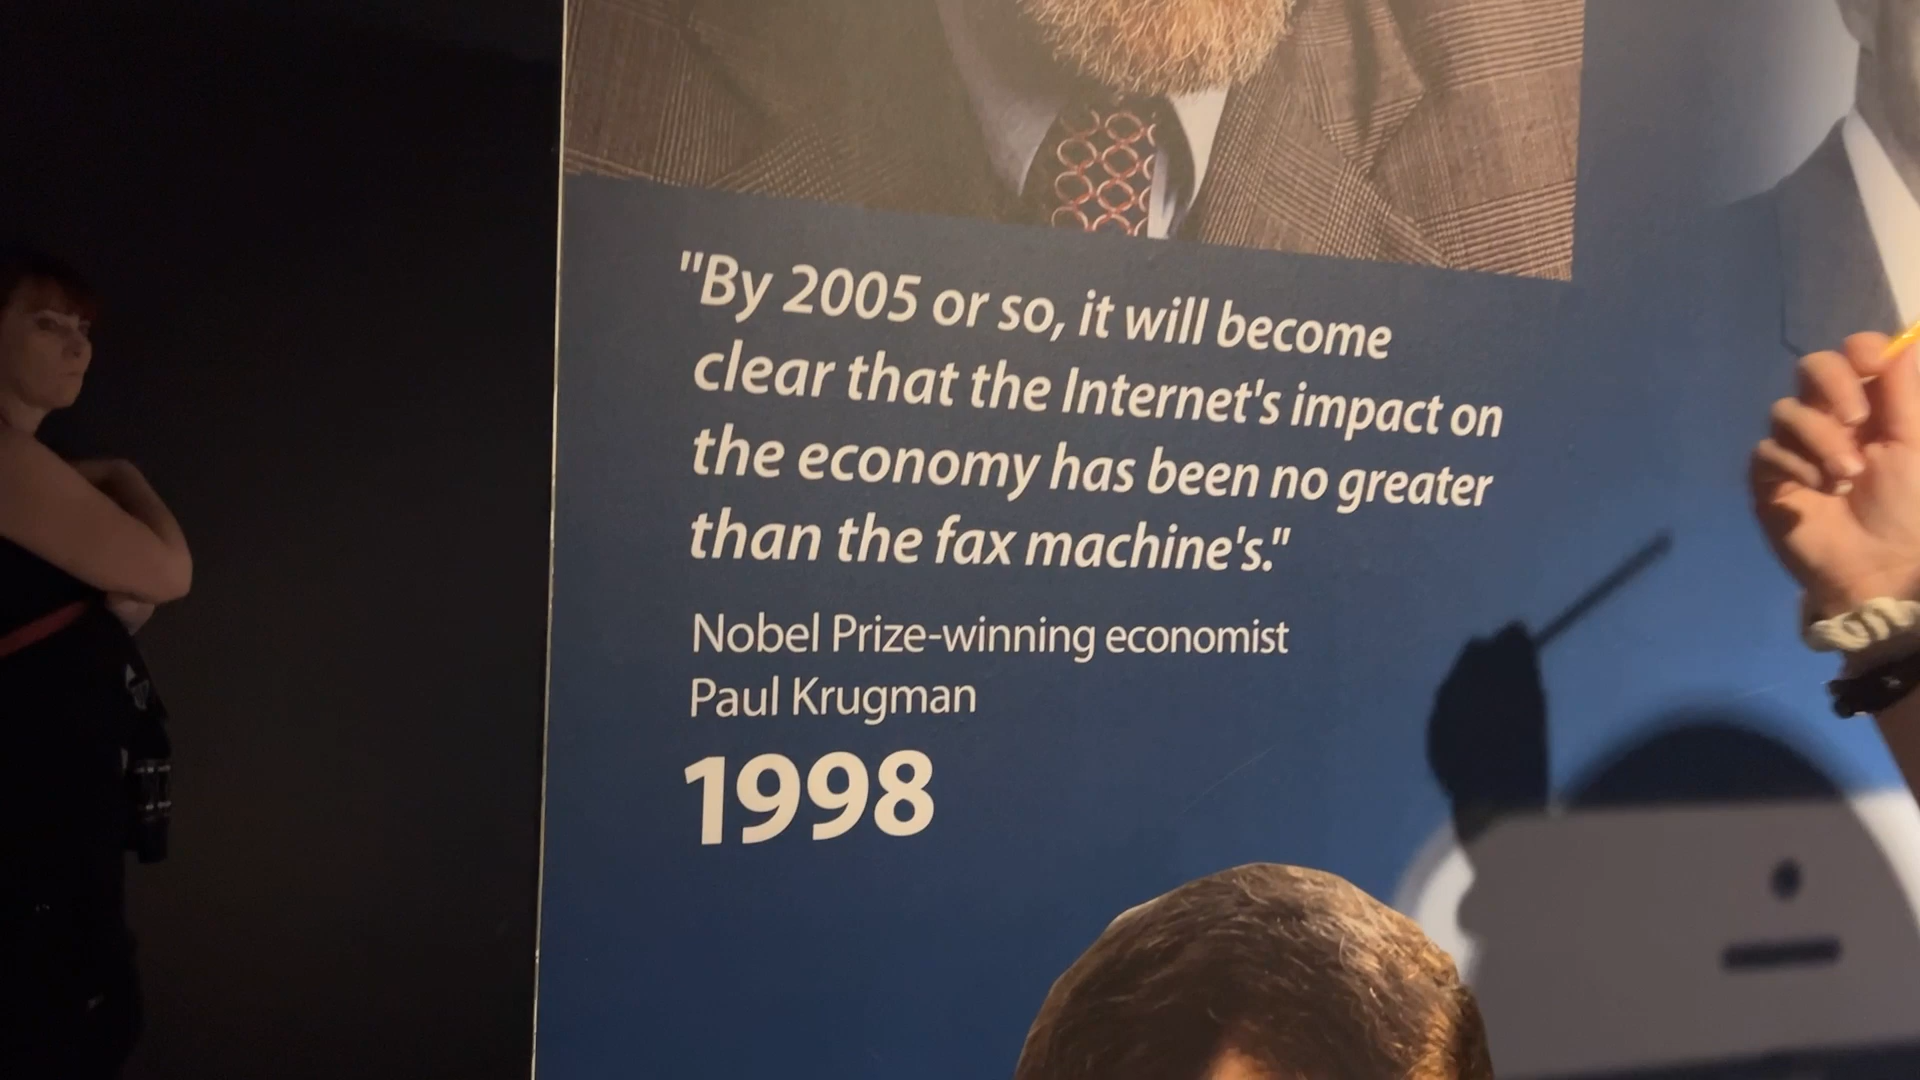 "By 2005 or so, it will become
clear that the Internet's impact on
the economy has been no greater
than the fax machine's."
Nobel Prize-winning economist
Paul Krugman
1998